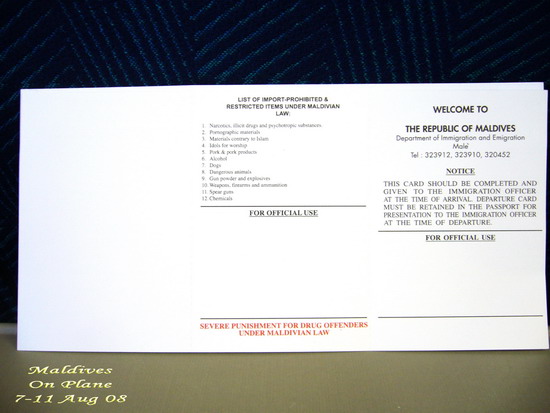 LIST OF IMPORT-PROHIBITED &
RESTRICTED ITEMS UNDER MALDIVIAN
LAW:
1. Narcotics, illicit drugs and psychotropic substances
2. Pornographic materials
3. Materials contrary to Islam
4. Idols for worship
5. Pork & pork products
6. Alcohol
7. Dogs
8. Dangerous animals
9. Gun powder and explosives
10. Weapons, firearms and ammunition
11. Spear guns
12. Chemicals
FOR OFFICIAL USE
SEVERE PUNISHMENT FOR DRUG OFFENDERS
UNDER MALDIVIAN LAW
WELCOME TO
THE REPUBLIC OF MALDIVES
Department of Immigration and Emigration
Male'
Tel : 323912, 323910, 320452
NOTICE
THIS CARD SHOULD BE COMPLETED AND
GIVEN TO THE IMMIGRATION OFFICER
AT THE TIME OF ARRIVAL. DEPARTURE CARD
MUST BE RETAINED IN THE PASSPORT FOR
PRESENTATION TO THE IMMIGRATION OFFICER
AT THE TIME OF DEPARTURE.
FOR OFFICIAL USE
Maldives
On Plane
7-11 Aug 08